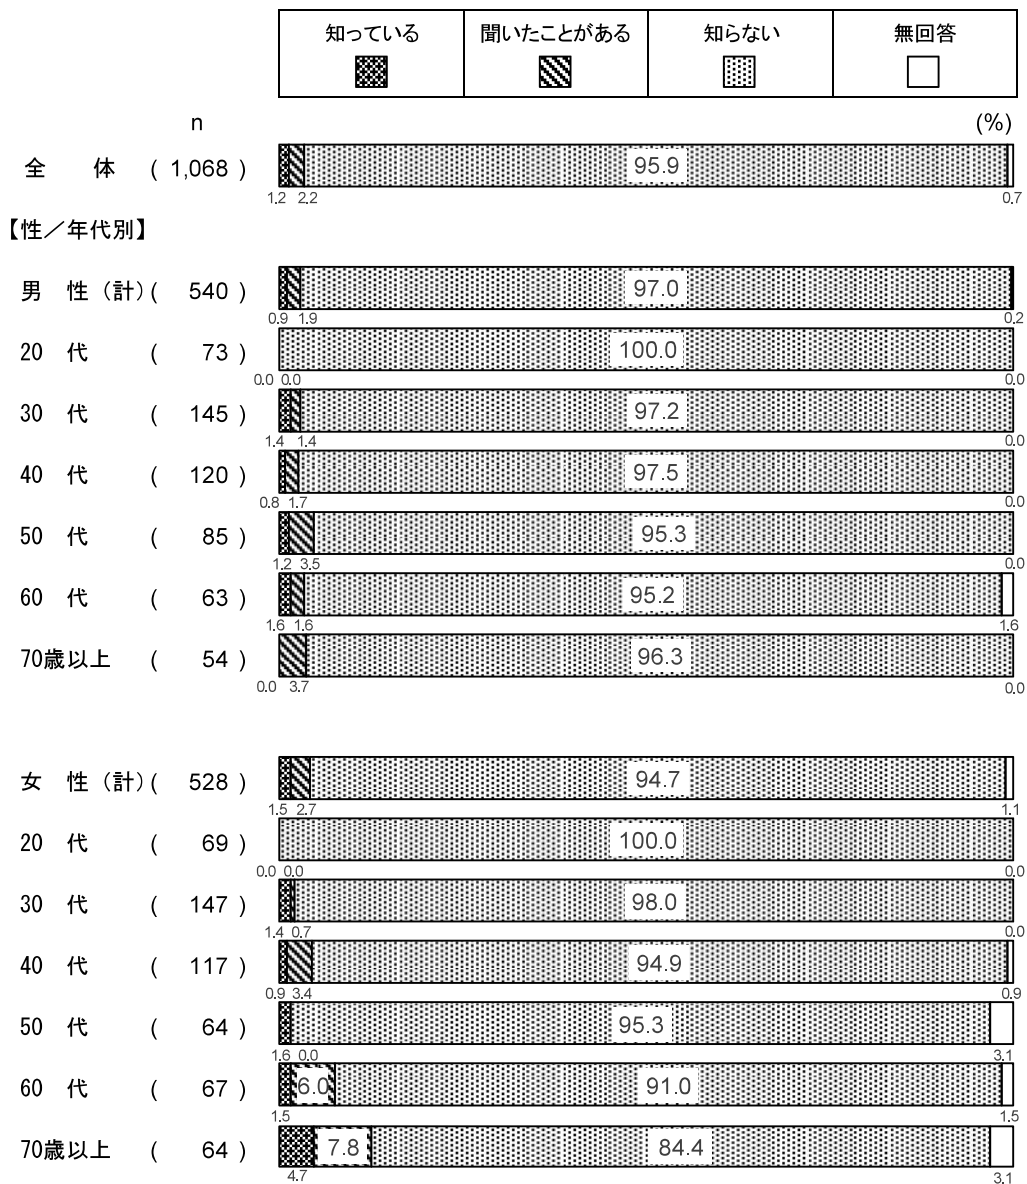 知っている 聞いたことがある 知らない 無回答
n (%)
全 体 ( 1,068 ) 95.9
1.2 2.2 0.7
【性／年代別】
男 性（計）( 540 ) 97.0
0.9 1.9 0.2
20 代 ( 73 ) 100.0
0.0 0.0 0.0
30 代 ( 145 ) 97.2
1.4 1.4 0.0
40 代 ( 120 ) 97.5
0.8 1.7 0.0
50 代 ( 85 ) 95.3
1.2 3.5 0.0
60 代 ( 63 ) 95.2
1.6 1.6 1.6
70歳以上 ( 54 ) 96.3
0.0 3.7 0.0
女 性（計）( 528 ) 94.7
1.5 2.7 1.1
20 代 ( 69 ) 100.0
0.0 0.0 0.0
30 代 ( 147 ) 98.0
1.4 0.7 0.0
40 代 ( 117 ) 94.9
0.9 3.4 0.9
50 代 ( 64 ) 95.3
1.6 0.0 3.1
60 代 ( 67 ) 6.0 91.0
1.5 1.5
70歳以上 ( 64 ) 7.8 84.4
4.7 3.1